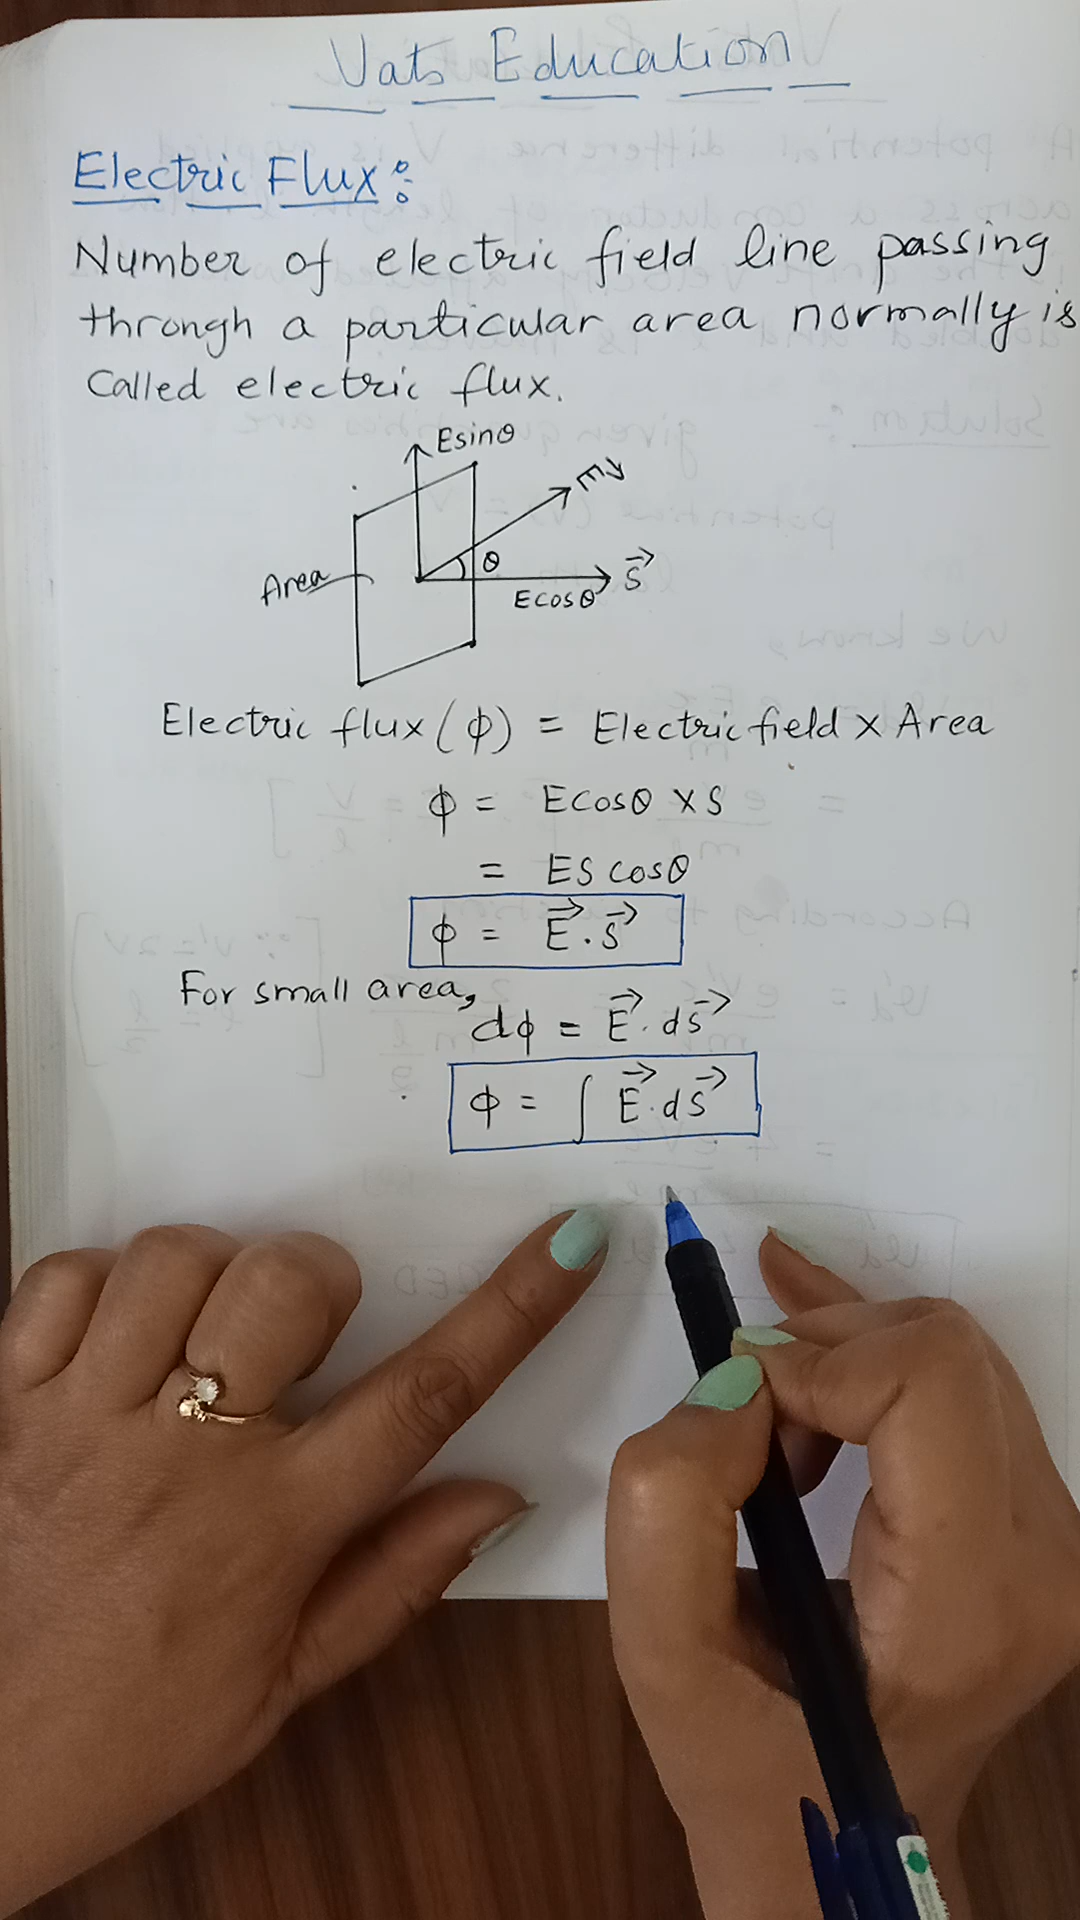 Vats Education
Electric Flux:
Number of electric field line passing
through a particular area normally is
Called electric flux.
Esinθ
E⃗
θ
Area
S⃗
Ecosθ
Electric flux (ϕ) = Electric field × Area
ϕ = Ecosθ × S
= ES cosθ
ϕ = E⃗ . S⃗
For small area,
dϕ = E⃗ . dS⃗
ϕ = ∫ E⃗ . dS⃗